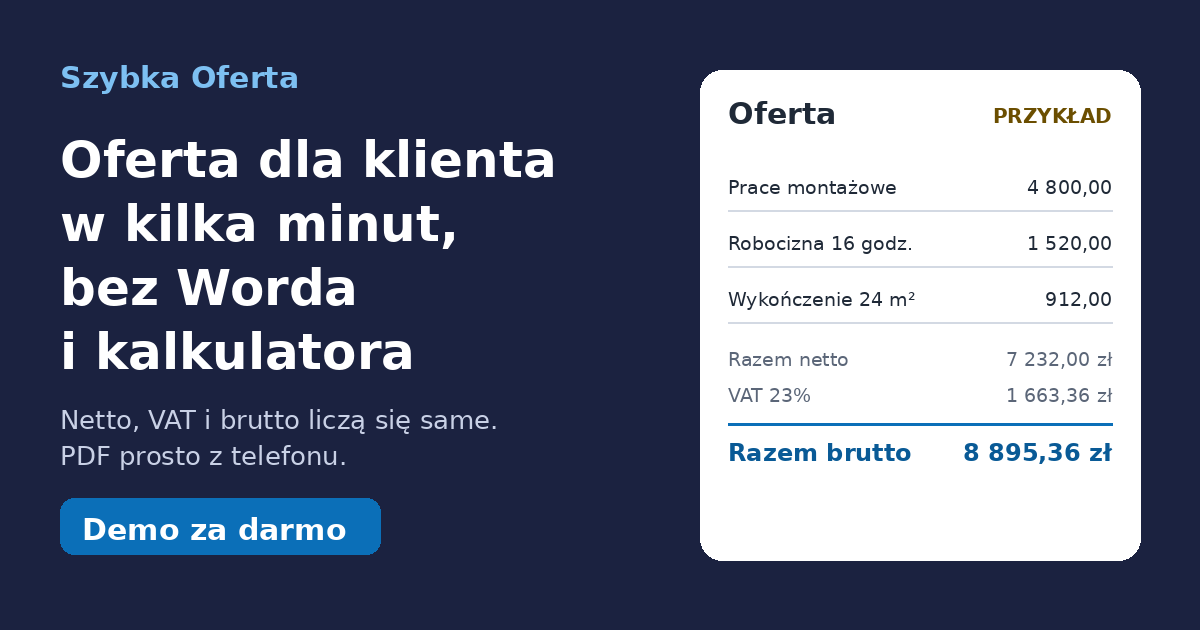 Szybka Oferta
Oferta dla klienta
w kilka minut,
bez Worda
i kalkulatora
Netto, VAT i brutto liczą się same.
PDF prosto z telefonu.
Demo za darmo
Oferta PRZYKŁAD
Prace montażowe 4 800,00
Robocizna 16 godz. 1 520,00
Wykończenie 24 m² 912,00
Razem netto 7 232,00 zł
VAT 23% 1 663,36 zł
Razem brutto 8 895,36 zł